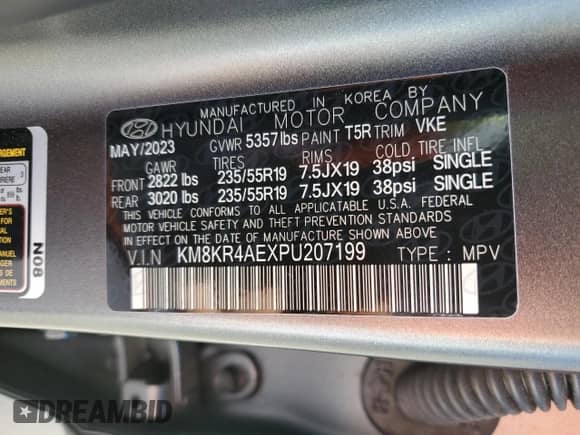 MANUFACTURED IN KOREA BY
HYUNDAI MOTOR COMPANY
MAY/2023 GVWR 5357lbs PAINT T5R TRIM VKE
GAWR TIRES RIMS COLD TIRE INFL
FRONT 2822 lbs 235/55R19 7.5JX19 38psi SINGLE
REAR 3020 lbs 235/55R19 7.5JX19 38psi SINGLE
THIS VEHICLE CONFORMS TO ALL APPLICABLE U.S.A. FEDERAL
MOTOR VEHICLE SAFETY AND THEFT PREVENTION STANDARDS
IN EFFECT ON THE DATE OF MANUFACTURE SHOWN ABOVE.
V.I.N KM8KR4AEXPU207199 TYPE : MPV
N08
DREAMBID